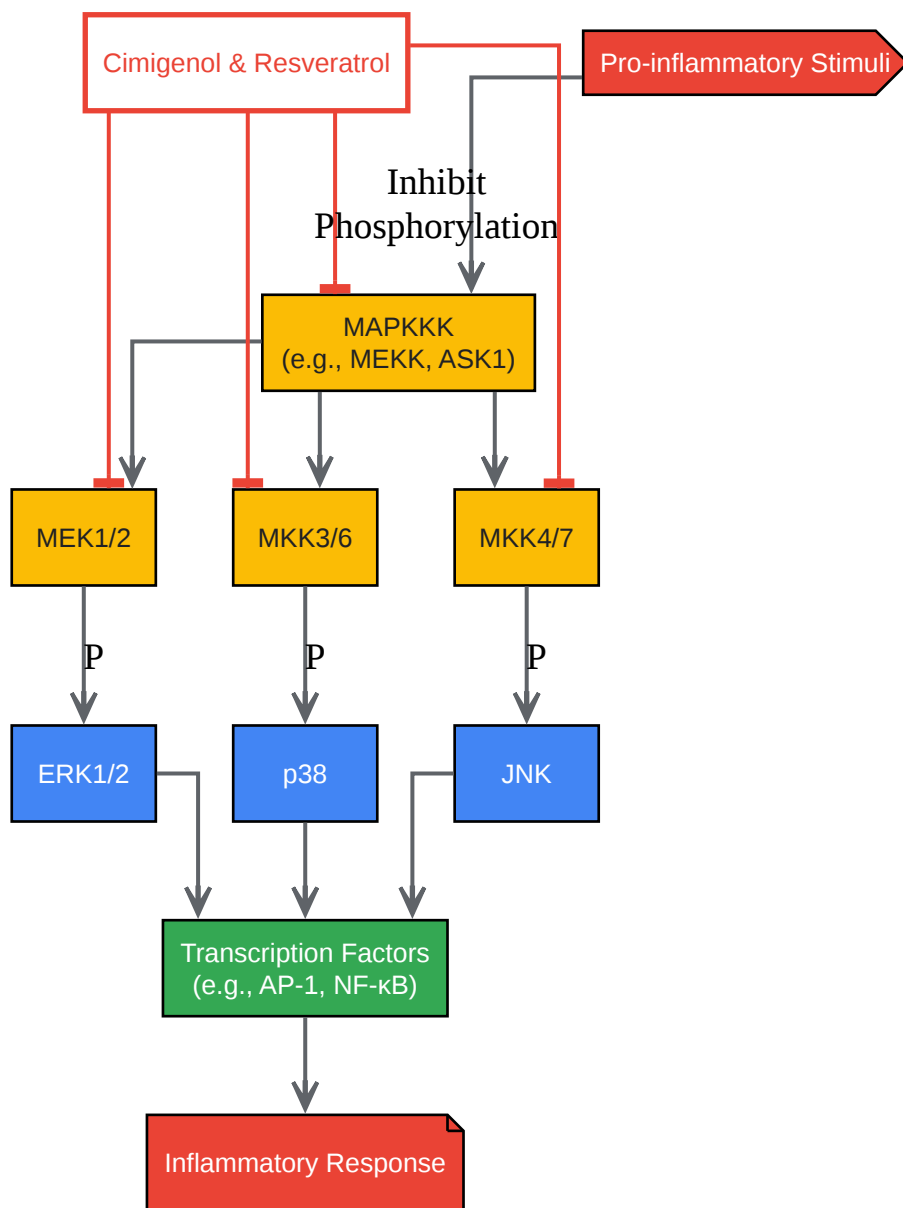 Cimigenol & Resveratrol
Pro-inflammatory Stimuli
Inhibit
Phosphorylation
MAPKKK
(e.g., MEKK, ASK1)
MEK1/2
MKK3/6
MKK4/7
P
P
P
ERK1/2
p38
JNK
Transcription Factors
(e.g., AP-1, NF-κB)
Inflammatory Response